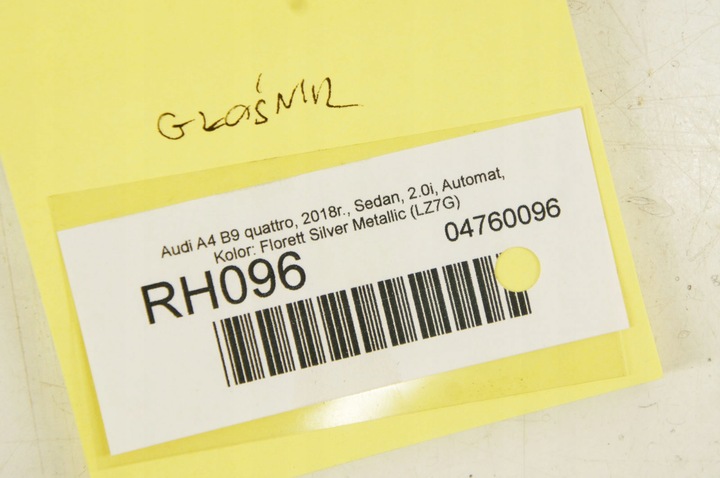 GŁOŚNIK
Audi A4 B9 quattro, 2018r., Sedan, 2.0i, Automat,
Kolor: Florett Silver Metallic (LZ7G)
04760096
RH096